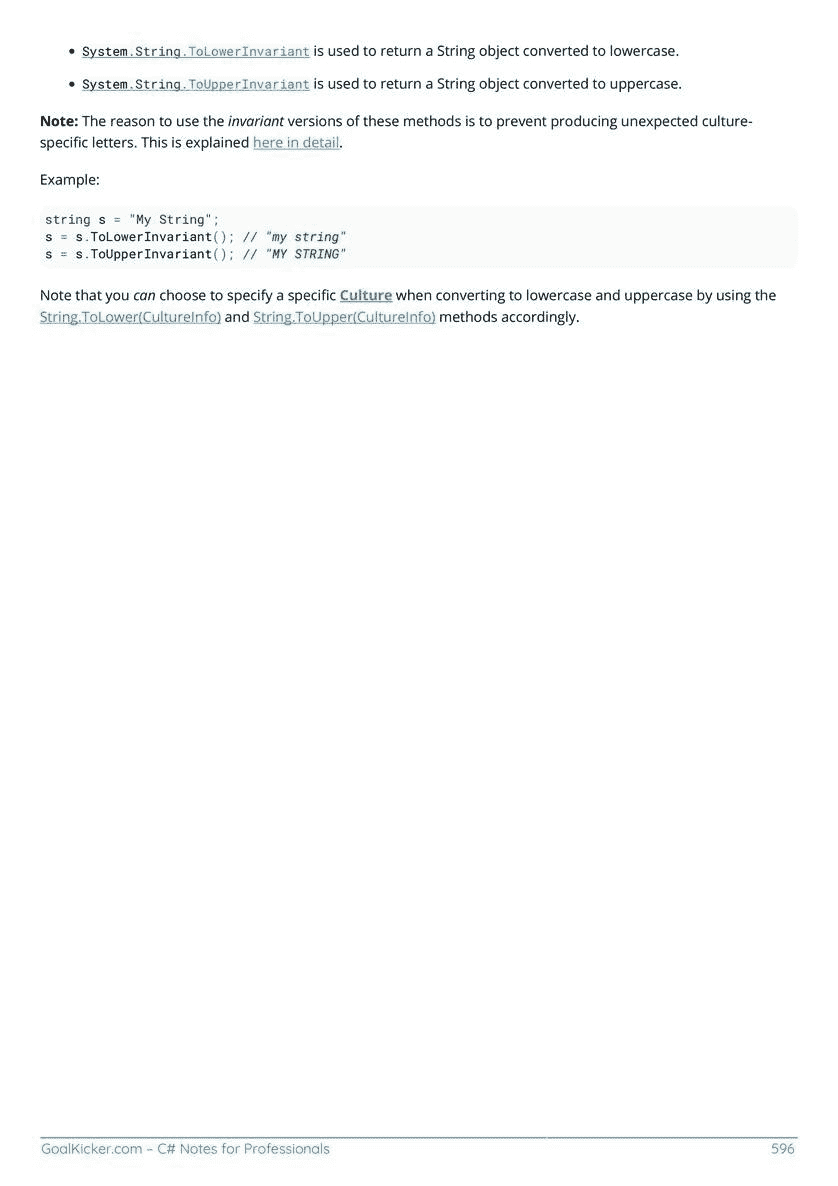 • System.String.ToLowerInvariant is used to return a String object converted to lowercase.
• System.String.ToUpperInvariant is used to return a String object converted to uppercase.
Note: The reason to use the invariant versions of these methods is to prevent producing unexpected culture-
specific letters. This is explained here in detail.
Example:
string s = "My String";
s = s.ToLowerInvariant(); // "my string"
s = s.ToUpperInvariant(); // "MY STRING"
Note that you can choose to specify a specific Culture when converting to lowercase and uppercase by using the
String.ToLower(CultureInfo) and String.ToUpper(CultureInfo) methods accordingly.
GoalKicker.com – C# Notes for Professionals 596